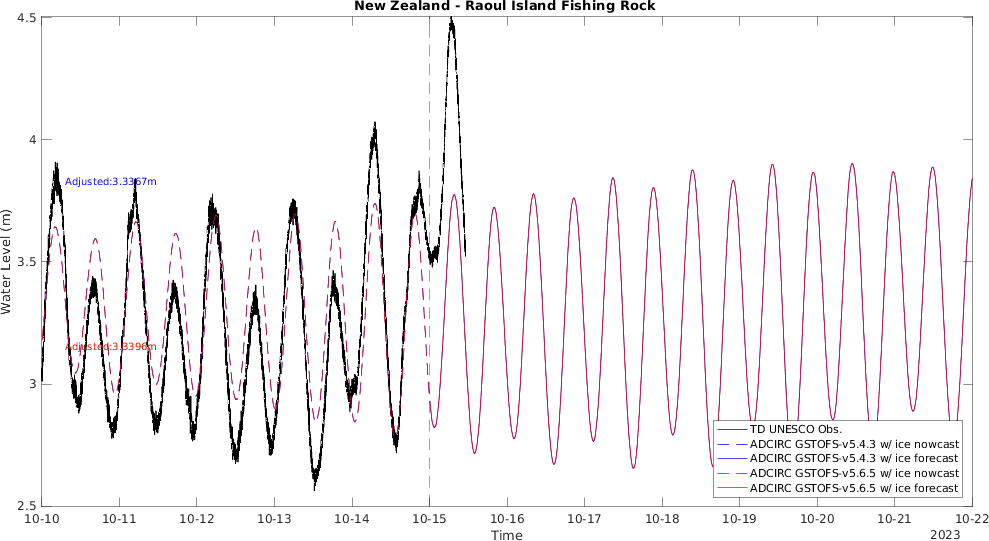 New Zealand - Raoul Island Fishing Rock
Water Level (m)
4.5
4
3.5
3
2.5
Adjusted:3.3367m
Adjusted:3.3396m
TD UNESCO Obs.
ADCIRC GSTOFS-v5.4.3 w/ ice nowcast
ADCIRC GSTOFS-v5.4.3 w/ ice forecast
ADCIRC GSTOFS-v5.6.5 w/ ice nowcast
ADCIRC GSTOFS-v5.6.5 w/ ice forecast
10-10 10-11 10-12 10-13 10-14 10-15 10-16 10-17 10-18 10-19 10-20 10-21 10-22
Time
2023